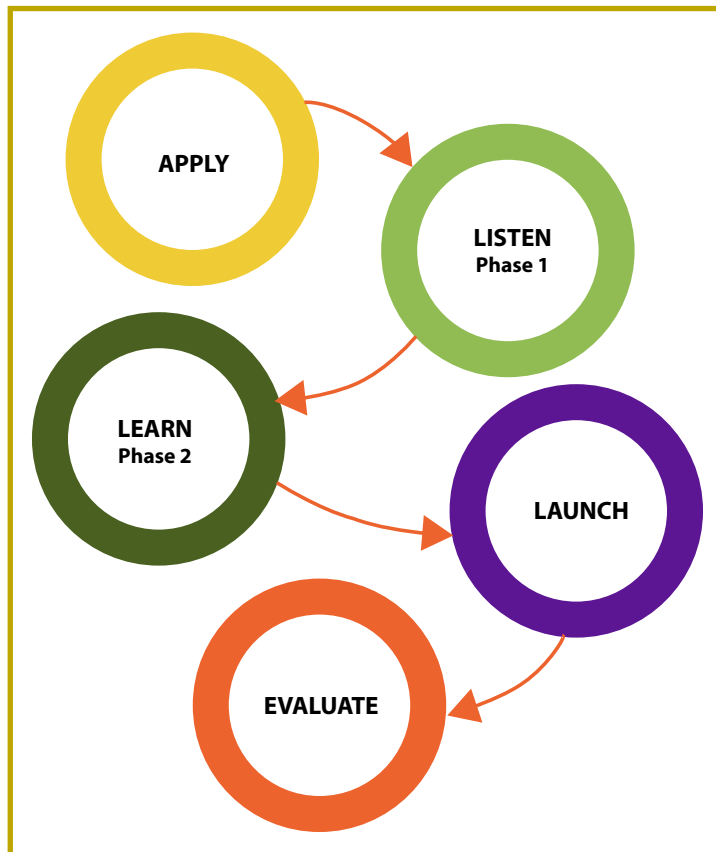 APPLY
LISTEN
Phase 1
LEARN
Phase 2
LAUNCH
EVALUATE